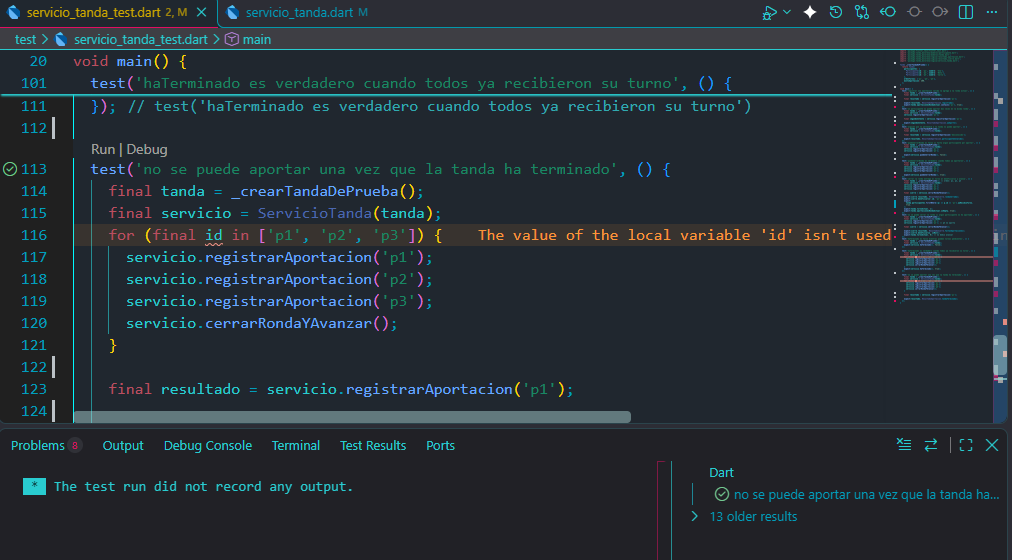 servicio_tanda_test.dart 2, M
servicio_tanda.dart M
test > servicio_tanda_test.dart > main
20 void main() {
101 test('haTerminado es verdadero cuando todos ya recibieron su turno', () {
111 }); // test('haTerminado es verdadero cuando todos ya recibieron su turno')
112
Run | Debug
113 test('no se puede aportar una vez que la tanda ha terminado', () {
114 final tanda = _crearTandaDePrueba();
115 final servicio = ServicioTanda(tanda);
116 for (final id in ['p1', 'p2', 'p3']) { The value of the local variable 'id' isn't used
117 servicio.registrarAportacion('p1');
118 servicio.registrarAportacion('p2');
119 servicio.registrarAportacion('p3');
120 servicio.cerrarRondaYAvanzar();
121 }
122
123 final resultado = servicio.registrarAportacion('p1');
124
Problems 8 Output Debug Console Terminal Test Results Ports
* The test run did not record any output.
Dart
no se puede aportar una vez que la tanda ha...
13 older results